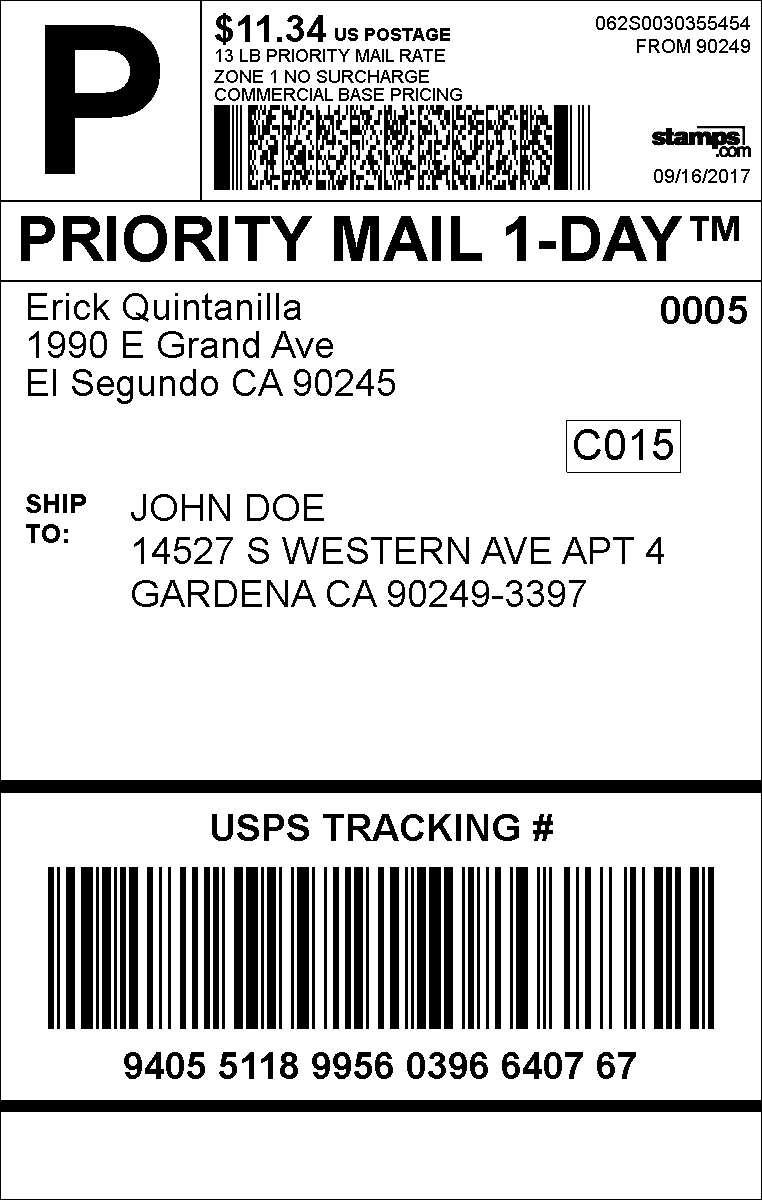 P
$11.34 US POSTAGE
13 LB PRIORITY MAIL RATE
ZONE 1 NO SURCHARGE
COMMERCIAL BASE PRICING
062S0030355454
FROM 90249
stamps.com
09/16/2017
PRIORITY MAIL 1-DAY™
Erick Quintanilla
1990 E Grand Ave
El Segundo CA 90245
0005
C015
SHIP
TO:
JOHN DOE
14527 S WESTERN AVE APT 4
GARDENA CA 90249-3397
USPS TRACKING #
9405 5118 9956 0396 6407 67